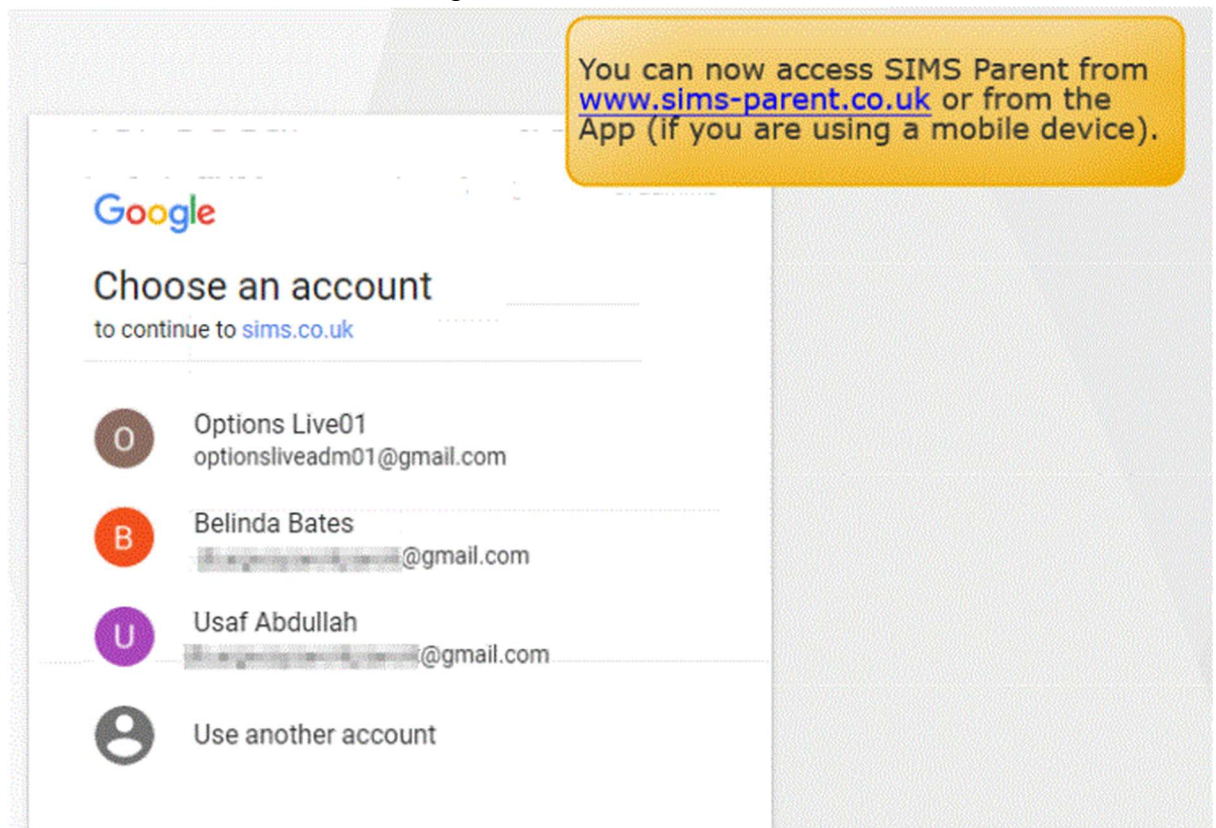 You can now access SIMS Parent from
www.sims-parent.co.uk or from the
App (if you are using a mobile device).
Google
Choose an account
to continue to sims.co.uk
O
Options Live01
optionsliveadm01@gmail.com
B
Belinda Bates
@gmail.com
U
Usaf Abdullah
@gmail.com
Use another account